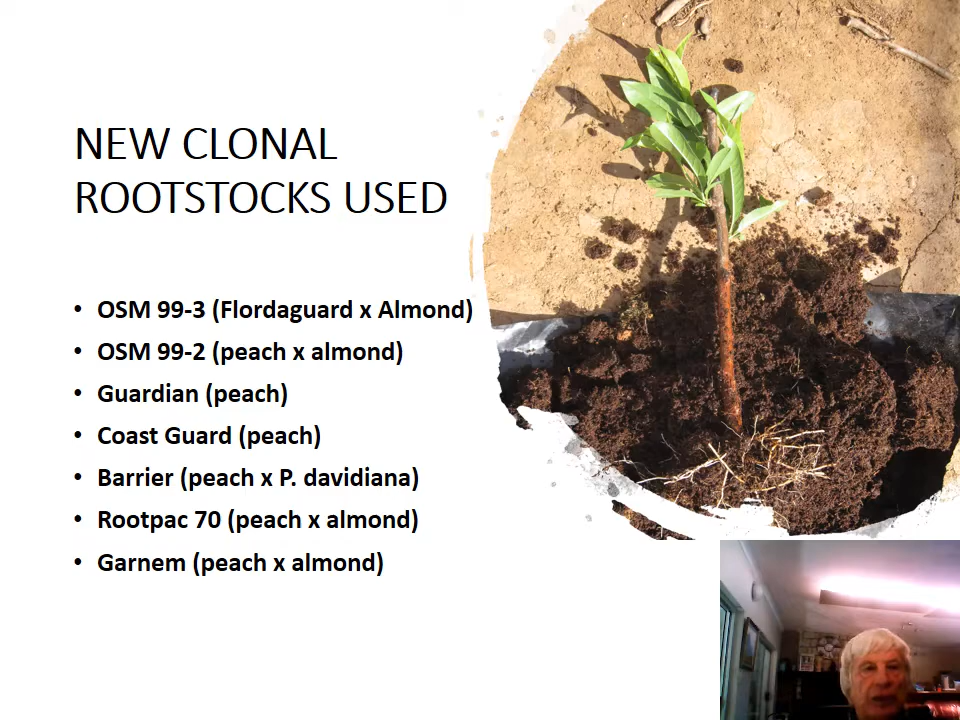 NEW CLONAL
ROOTSTOCKS USED
• OSM 99-3 (Flordaguard x Almond)
• OSM 99-2 (peach x almond)
• Guardian (peach)
• Coast Guard (peach)
• Barrier (peach x P. davidiana)
• Rootpac 70 (peach x almond)
• Garnem (peach x almond)